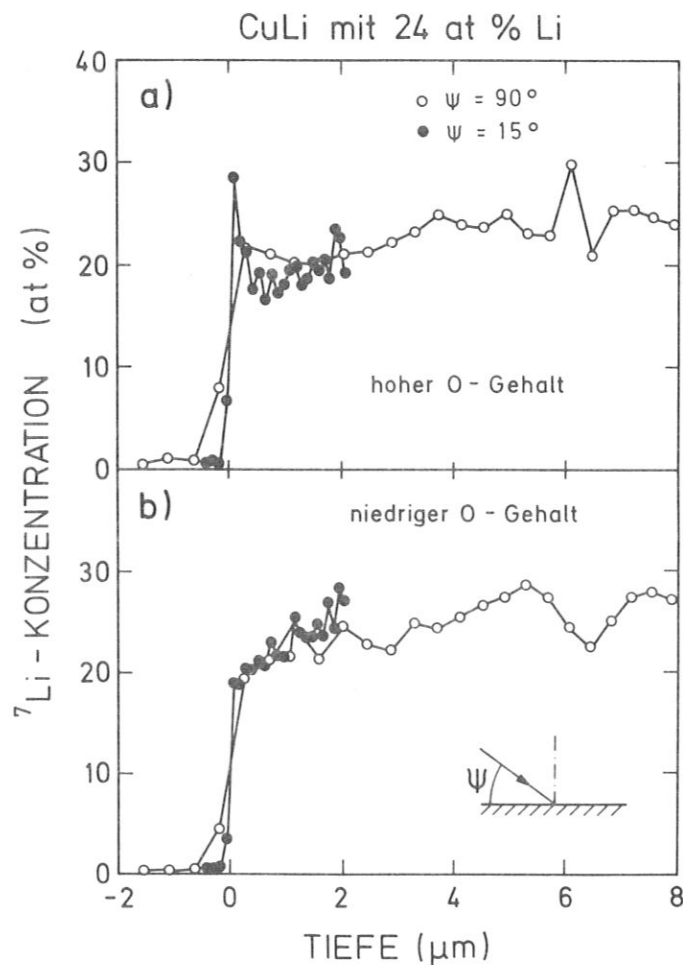 CuLi mit 24 at % Li
a)
ψ = 90°
ψ = 15°
hoher O - Gehalt
40
30
20
10
0
b)
niedriger O - Gehalt
ψ
30
20
10
0
-2
0
2
4
6
8
TIEFE (μm)
⁷Li - KONZENTRATION (at %)